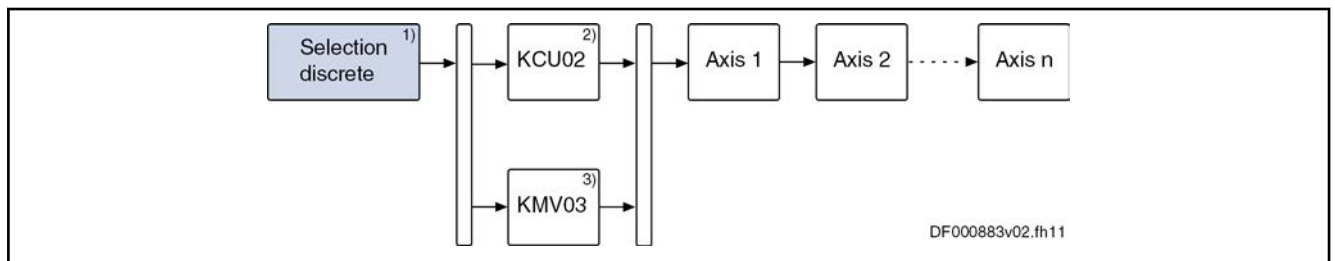 Selection 1)
discrete
KCU02 2)
Axis 1
Axis 2
Axis n
KMV03 3)
DF000883v02.fh11